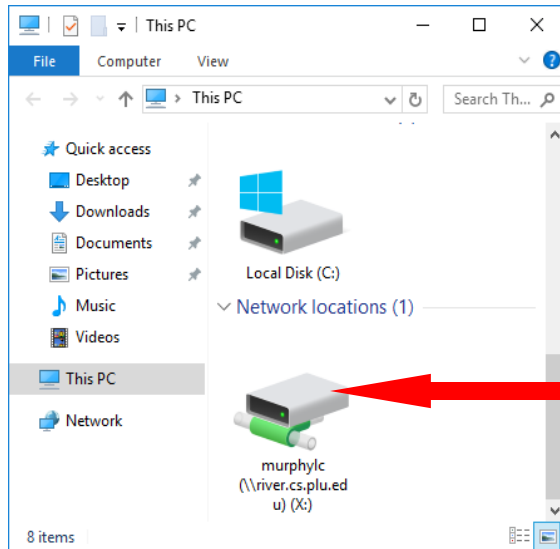 This PC
File Computer View
This PC Search Th...
Quick access
Desktop
Downloads
Documents
Pictures
Music
Videos
This PC
Network
Local Disk (C:)
Network locations (1)
murphylc
(\\river.cs.plu.ed
u) (X:)
8 items